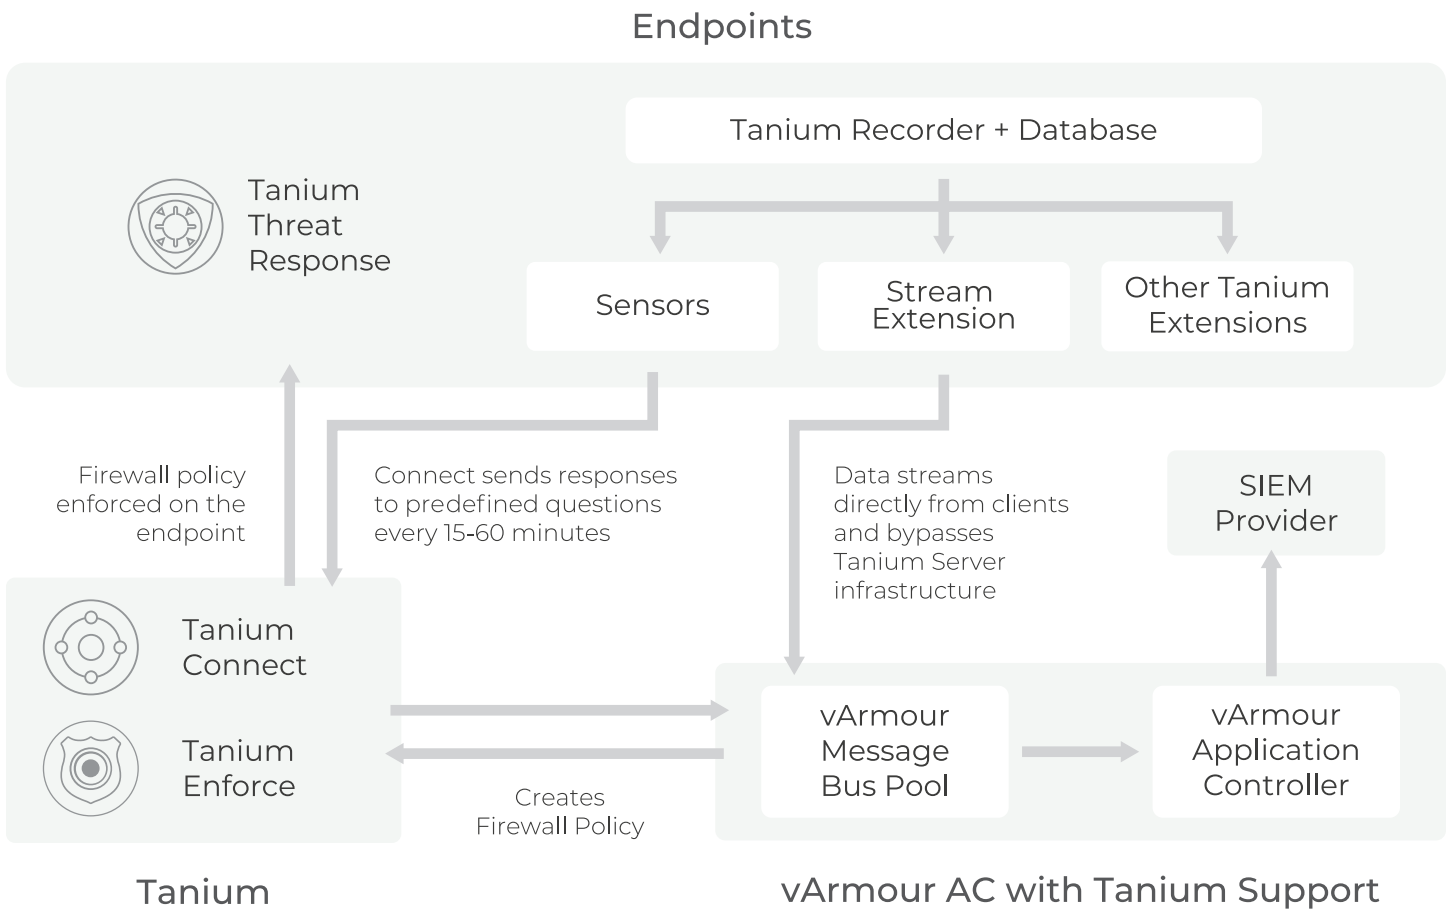 Endpoints
Tanium Recorder + Database
Tanium
Threat
Response
Sensors
Stream
Extension
Other Tanium
Extensions
Firewall policy
enforced on the
endpoint
Connect sends responses
to predefined questions
every 15-60 minutes
Data streams
directly from clients
and bypasses
Tanium Server
infrastructure
SIEM
Provider
Tanium
Connect
Tanium
Enforce
Creates
Firewall Policy
vArmour
Message
Bus Pool
vArmour
Application
Controller
Tanium
vArmour AC with Tanium Support